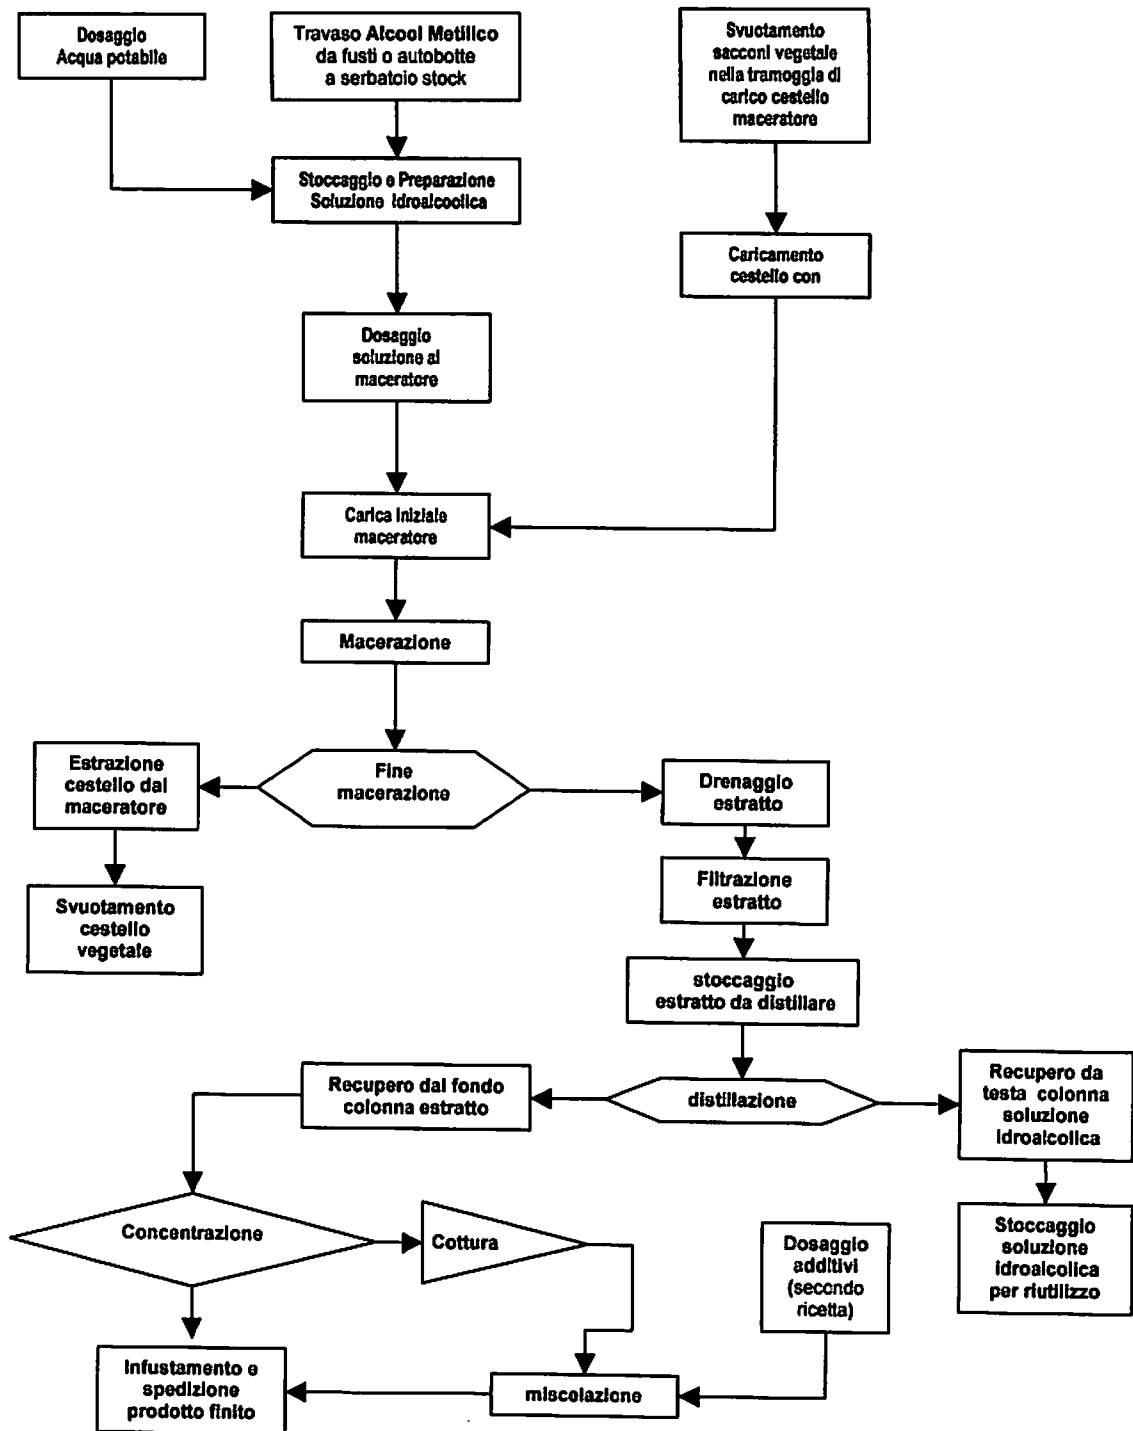 Dosaggio
Acqua potabile
Travaso Alcool Metilico
da fusti o autobotte
a serbatoio stock
Svuotamento
sacconi vegetale
nella tramoggia di
carico cestello
maceratore
Stoccaggio e Preparazione
Soluzione Idroalcoolica
Caricamento
cestello con
Dosaggio
soluzione al
maceratore
Carica Iniziale
maceratore
Macerazione
Estrazione
cestello dal
maceratore
Fine
macerazione
Drenaggio
estratto
Svuotamento
cestello
vegetale
Filtrazione
estratto
stoccaggio
estratto da distillare
Recupero dal fondo
colonna estratto
distillazione
Recupero da
testa colonna
soluzione
Idroalcolica
Concentrazione
Cottura
Dosaggio
additivi
(secondo
ricetta)
Stoccaggio
soluzione
idroalcolica
per riutilizzo
Infustamento e
spedizione
prodotto finito
miscelazione